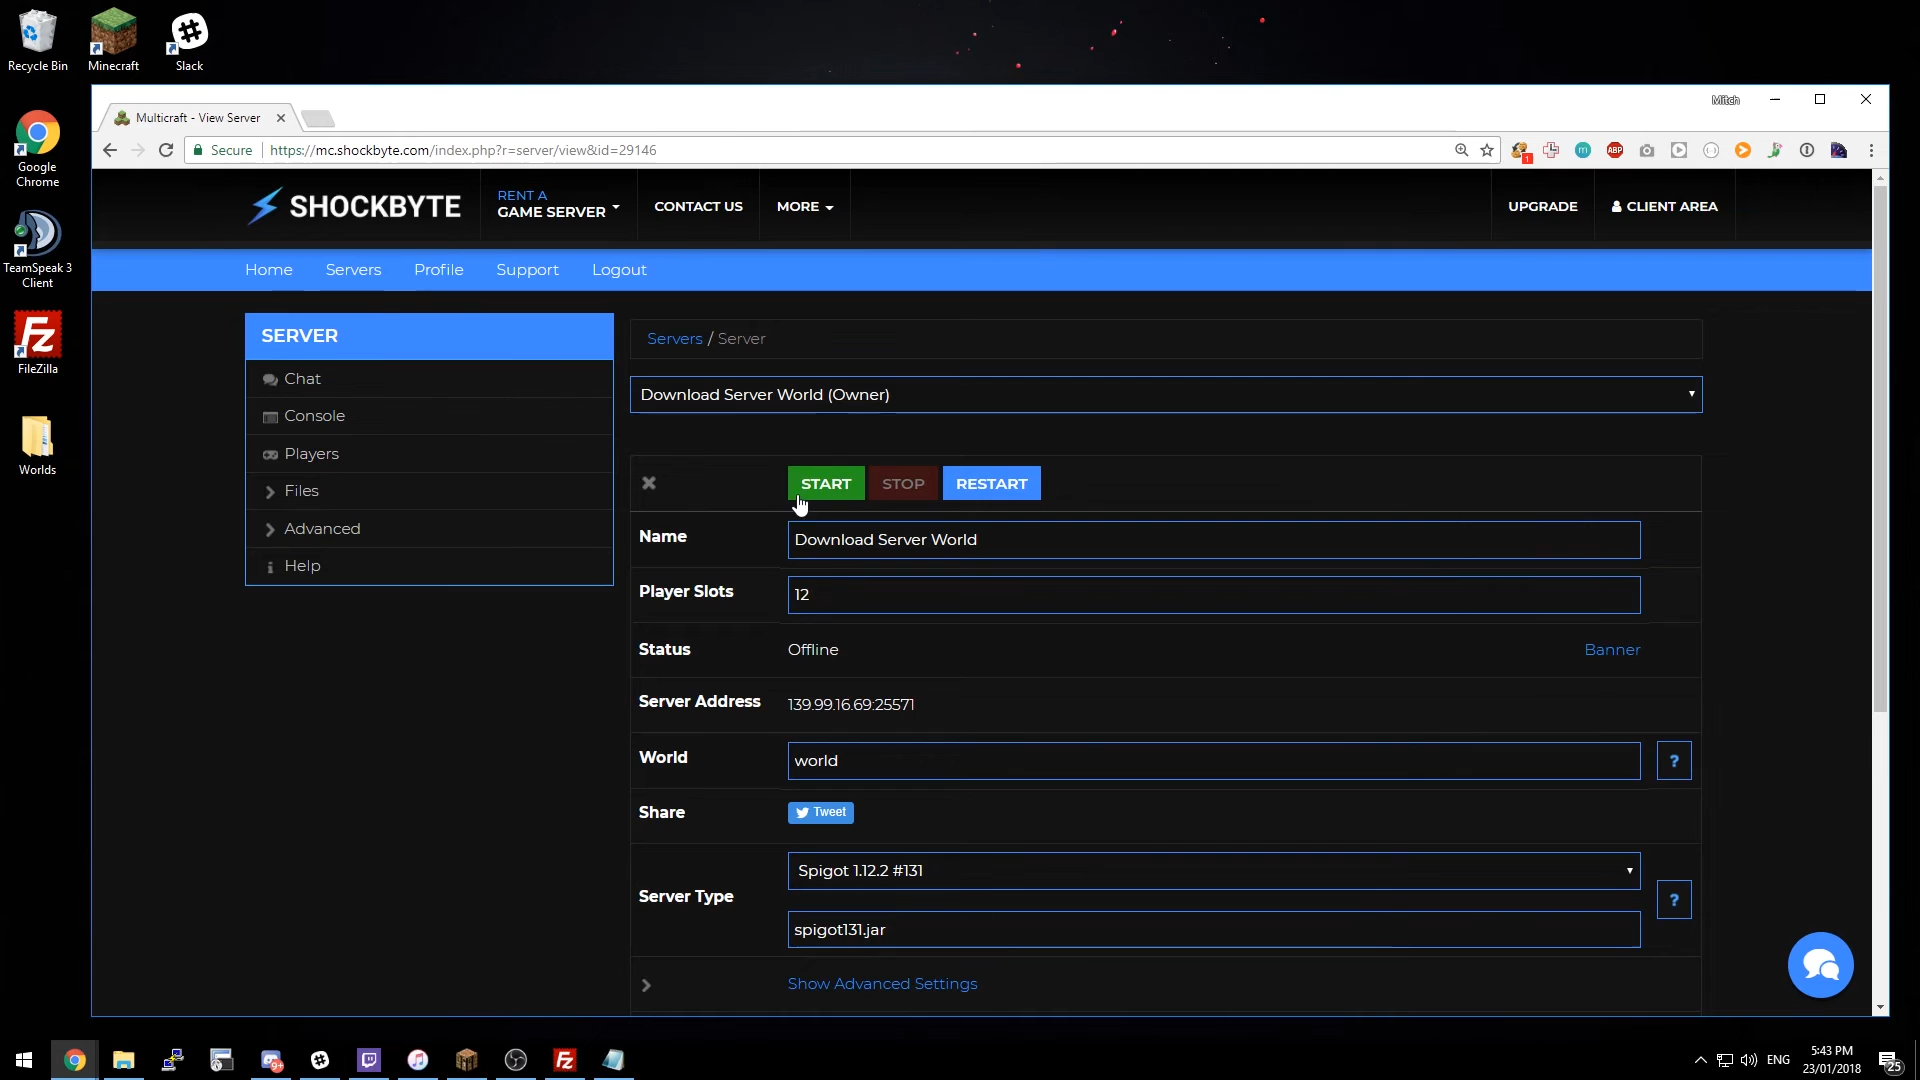 Recycle Bin
Minecraft
Slack
Google
Chrome
TeamSpeak 3
Client
FileZilla
Worlds
Multicraft - View Server
Mitch
Secure
https://mc.shockbyte.com/index.php?r=server/view&id=29146
1
m
ABP
SHOCKBYTE
RENT A
GAME SERVER
CONTACT US
MORE
UPGRADE
CLIENT AREA
Home
Servers
Profile
Support
Logout
SERVER
Chat
Console
Players
Files
Advanced
Help
Servers / Server
Download Server World (Owner)
START
STOP
RESTART
Name
Download Server World
Player Slots
12
Status
Offline
Banner
Server Address
139.99.16.69:25571
World
world
?
Share
Tweet
Server Type
Spigot 1.12.2 #131
spigot131.jar
?
Show Advanced Settings
9+
ENG
5:43 PM
23/01/2018
25